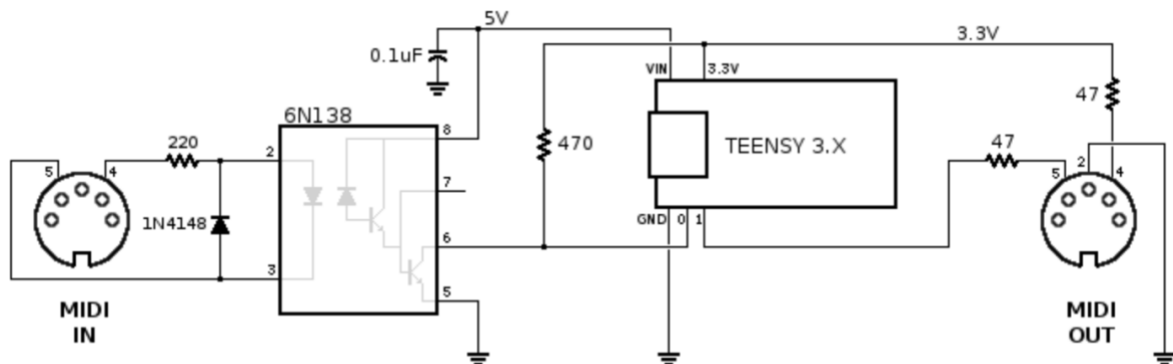 5V
3.3V
0.1uF
VIN
3.3V
6N138
220
8
47
5
4
2
470
TEENSY 3.X
47
7
5
2
4
1N4148
GND
0
1
6
3
5
MIDI
IN
MIDI
OUT